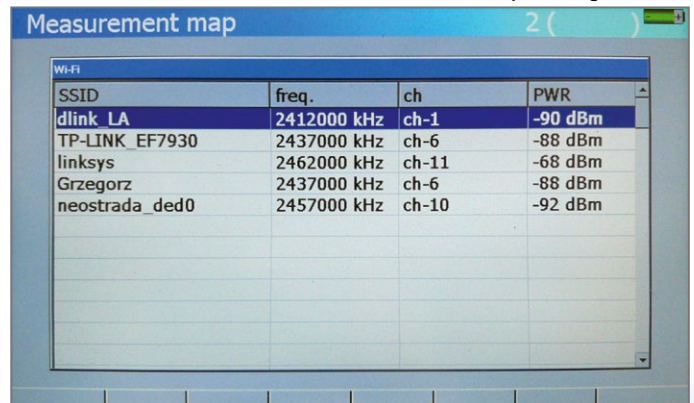 Measurement map 2 ( )
Wi-Fi
SSID freq. ch PWR
dlink_LA 2412000 kHz ch-1 -90 dBm
TP-LINK_EF7930 2437000 kHz ch-6 -88 dBm
linksys 2462000 kHz ch-11 -68 dBm
Grzegorz 2437000 kHz ch-6 -88 dBm
neostrada_ded0 2457000 kHz ch-10 -92 dBm